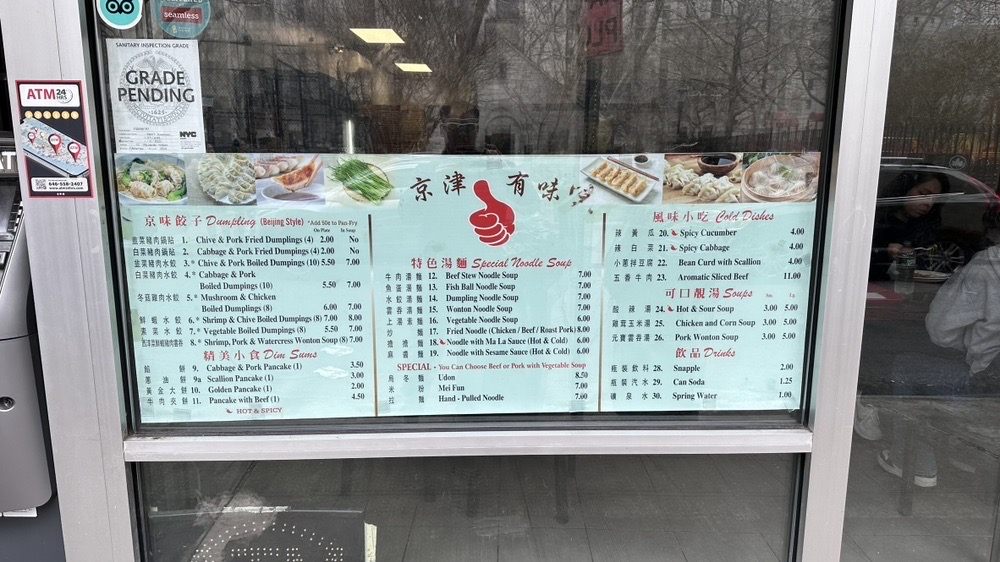 seamless
SANITARY INSPECTION GRADE
GRADE
PENDING
NYC
ATM 24 HRS
646-558-2407
京津 有味
京味餃子 Dumpling (Beijing Style) *Add 50¢ to Pan-Fry
On Plate In Soup
韭菜豬肉鍋貼 1. Chive & Pork Fried Dumplings (4) 2.00 No
白菜豬肉鍋貼 2. Cabbage & Pork Fried Dumplings (4) 2.00 No
韭菜豬肉水餃 3.* Chive & Pork Boiled Dumplings (10) 5.50 7.00
白菜豬肉水餃 4.* Cabbage & Pork
Boiled Dumplings (10) 5.50 7.00
冬菇雞肉水餃 5.* Mushroom & Chicken
Boiled Dumplings (8) 6.00 7.00
鮮蝦水餃 6.* Shrimp & Chive Boiled Dumplings (8) 7.00 8.00
素菜水餃 7.* Vegetable Boiled Dumplings (8) 5.50 7.00
西洋菜鮮蝦豬肉雲吞 8.* Shrimp, Pork & Watercress Wonton Soup (8) 7.00
精美小食 Dim Sums
餡餅 9. Cabbage & Pork Pancake (1) 3.50
蔥油餅 9a Scallion Pancake (1) 3.00
黃金大餅 10. Golden Pancake (1) 2.00
牛肉夾餅 11. Pancake with Beef (1) 4.50
HOT & SPICY
特色湯麵 Special Noodle Soup
牛肉湯麵 12. Beef Stew Noodle Soup 7.00
魚蛋湯麵 13. Fish Ball Noodle Soup 7.00
水餃湯麵 14. Dumpling Noodle Soup 7.00
雲吞湯麵 15. Wonton Noodle Soup 7.00
上湯素麵 16. Vegetable Noodle Soup 6.00
炒麵 17. Fried Noodle (Chicken / Beef / Roast Pork) 8.00
擔擔麵 18. Noodle with Ma La Sauce (Hot & Cold) 6.00
麻醬麵 19. Noodle with Sesame Sauce (Hot & Cold) 6.00
SPECIAL • You Can Choose Beef or Pork with Vegetable Soup
烏冬麵 Udon 8.50
米粉 Mei Fun 7.00
拉麵 Hand - Pulled Noodle 7.00
風味小吃 Cold Dishes
辣黃瓜 20. Spicy Cucumber 4.00
辣白菜 21. Spicy Cabbage 4.00
小蔥拌豆腐 22. Bean Curd with Scallion 4.00
五香牛肉 23. Aromatic Sliced Beef 11.00
可口靚湯 Soups Sm. Lg.
酸辣湯 24. Hot & Sour Soup 3.00 5.00
雞茸玉米湯 25. Chicken and Corn Soup 3.00 5.00
元寶雲吞湯 26. Pork Wonton Soup 3.00 5.00
飲品 Drinks
瓶裝飲料 28. Snapple 2.00
瓶裝汽水 29. Can Soda 1.25
礦泉水 30. Spring Water 1.00